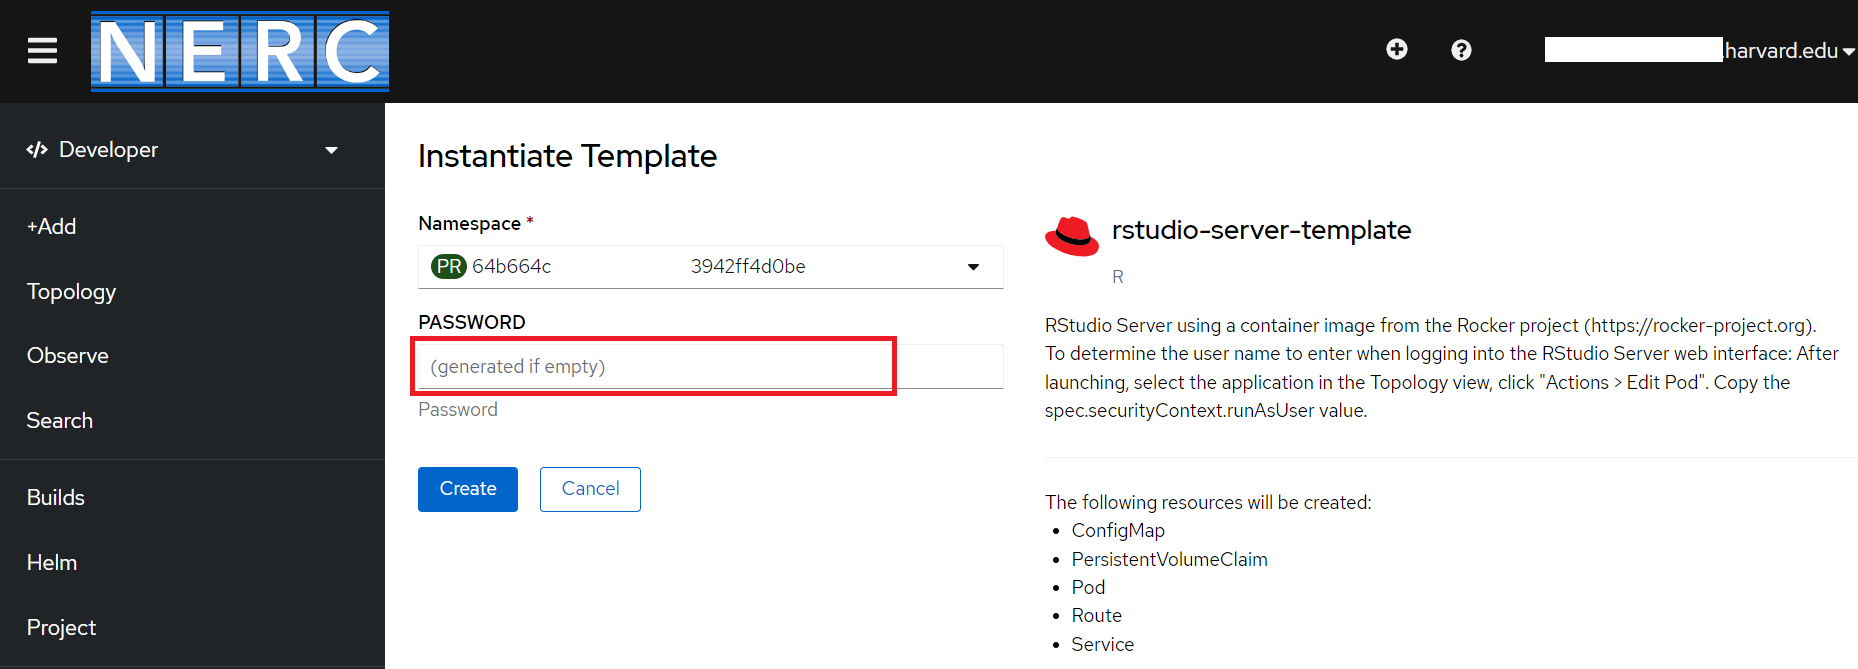 NERC
harvard.edu
Developer
+Add
Topology
Observe
Search
Builds
Helm
Project
Instantiate Template
Namespace *
PR 64b664c 3942ff4d0be
PASSWORD
(generated if empty)
Password
Create Cancel
rstudio-server-template
R
RStudio Server using a container image from the Rocker project (https://rocker-project.org).
To determine the user name to enter when logging into the RStudio Server web interface: After
launching, select the application in the Topology view, click "Actions > Edit Pod". Copy the
spec.securityContext.runAsUser value.
The following resources will be created:
• ConfigMap
• PersistentVolumeClaim
• Pod
• Route
• Service